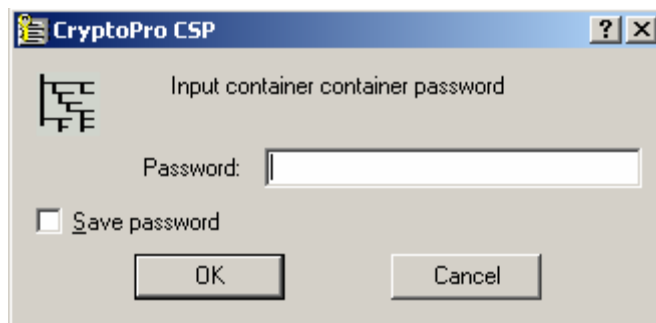 CryptoPro CSP
Input container container password
Password:
Save password
OK Cancel